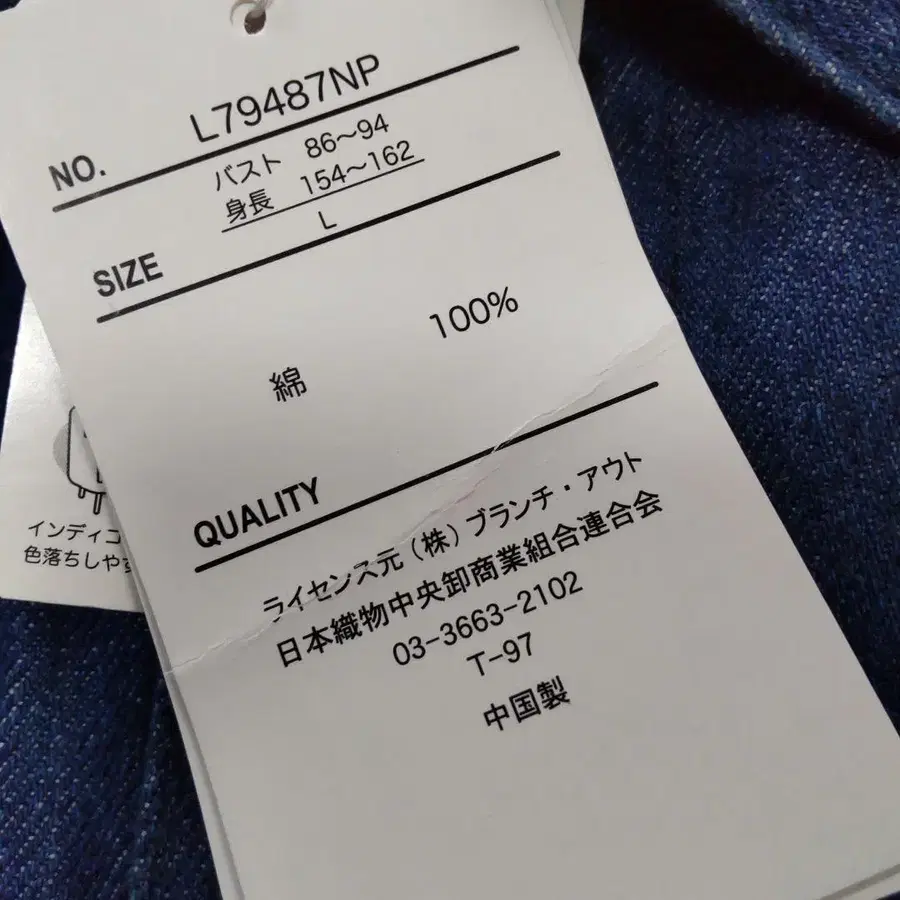 NO. L79487NP
バスト 86〜94
身長 154〜162
L
SIZE
綿 100%
QUALITY
ライセンス元(株)ブランチ・アウト
日本織物中央卸商業組合連合会
03-3663-2102
T-97
中国製
インディゴ
色落ちしやす